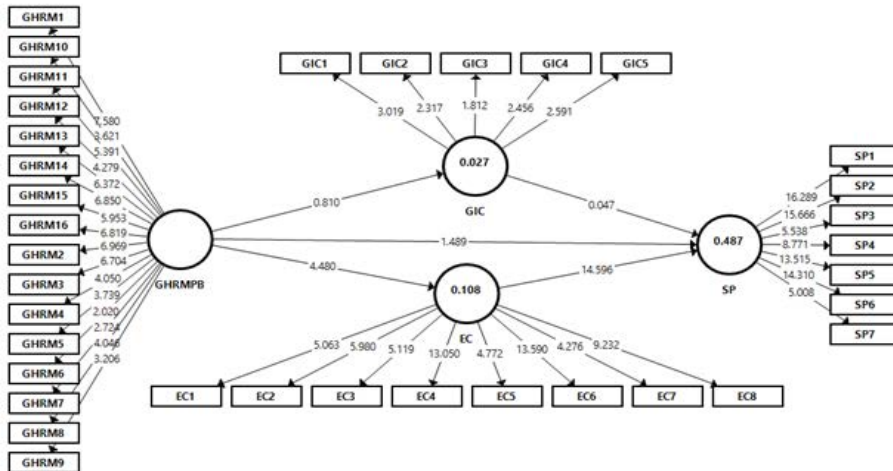 GHRM1
GHRM10
GHRM11
GHRM12
GHRM13
GHRM14
GHRM15
GHRM16
GHRM2
GHRM3
GHRM4
GHRM5
GHRM6
GHRM7
GHRM8
GHRM9
7.580
3.621
5.391
4.279
6.372
6.850
5.953
6.819
6.969
6.704
4.050
3.739
2.020
2.724
4.046
3.206
GHRMPB
GIC1 GIC2 GIC3 GIC4 GIC5
3.019 2.317 1.812 2.456 2.591
0.027
GIC
0.810 0.047
1.489
4.480 14.596
0.108
EC
5.063 5.980 5.119 13.050 4.772 13.590 4.276 9.232
EC1 EC2 EC3 EC4 EC5 EC6 EC7 EC8
0.487
SP
16.289
15.666
5.538
8.771
13.515
14.310
5.008
SP1
SP2
SP3
SP4
SP5
SP6
SP7